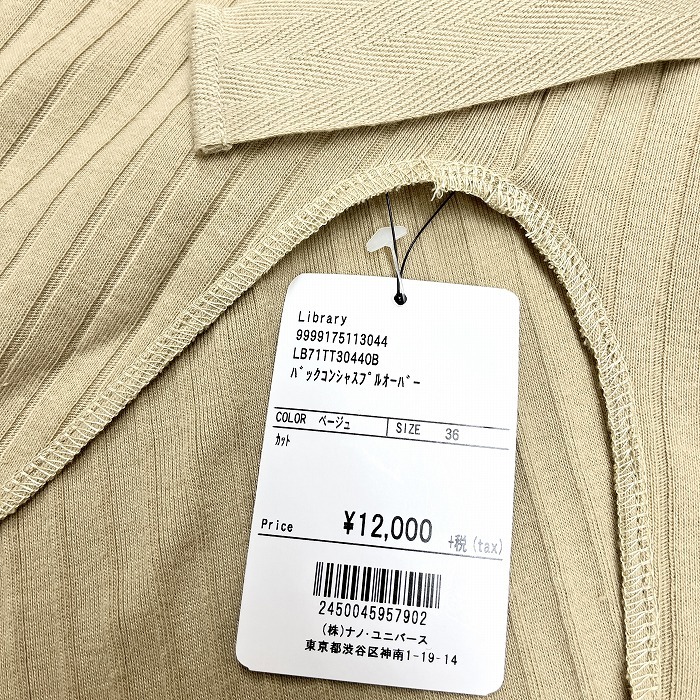 Library
9999175113044
LB71TT30440B
ﾊﾞｯｸｺﾝｼｬｽﾌﾟﾙｵｰﾊﾞｰ
COLOR ベージュ SIZE 36
ｶｯﾄ
Price ¥12,000 +税(tax)
2450045957902
(株)ナノ・ユニバース
東京都渋谷区神南1-19-14